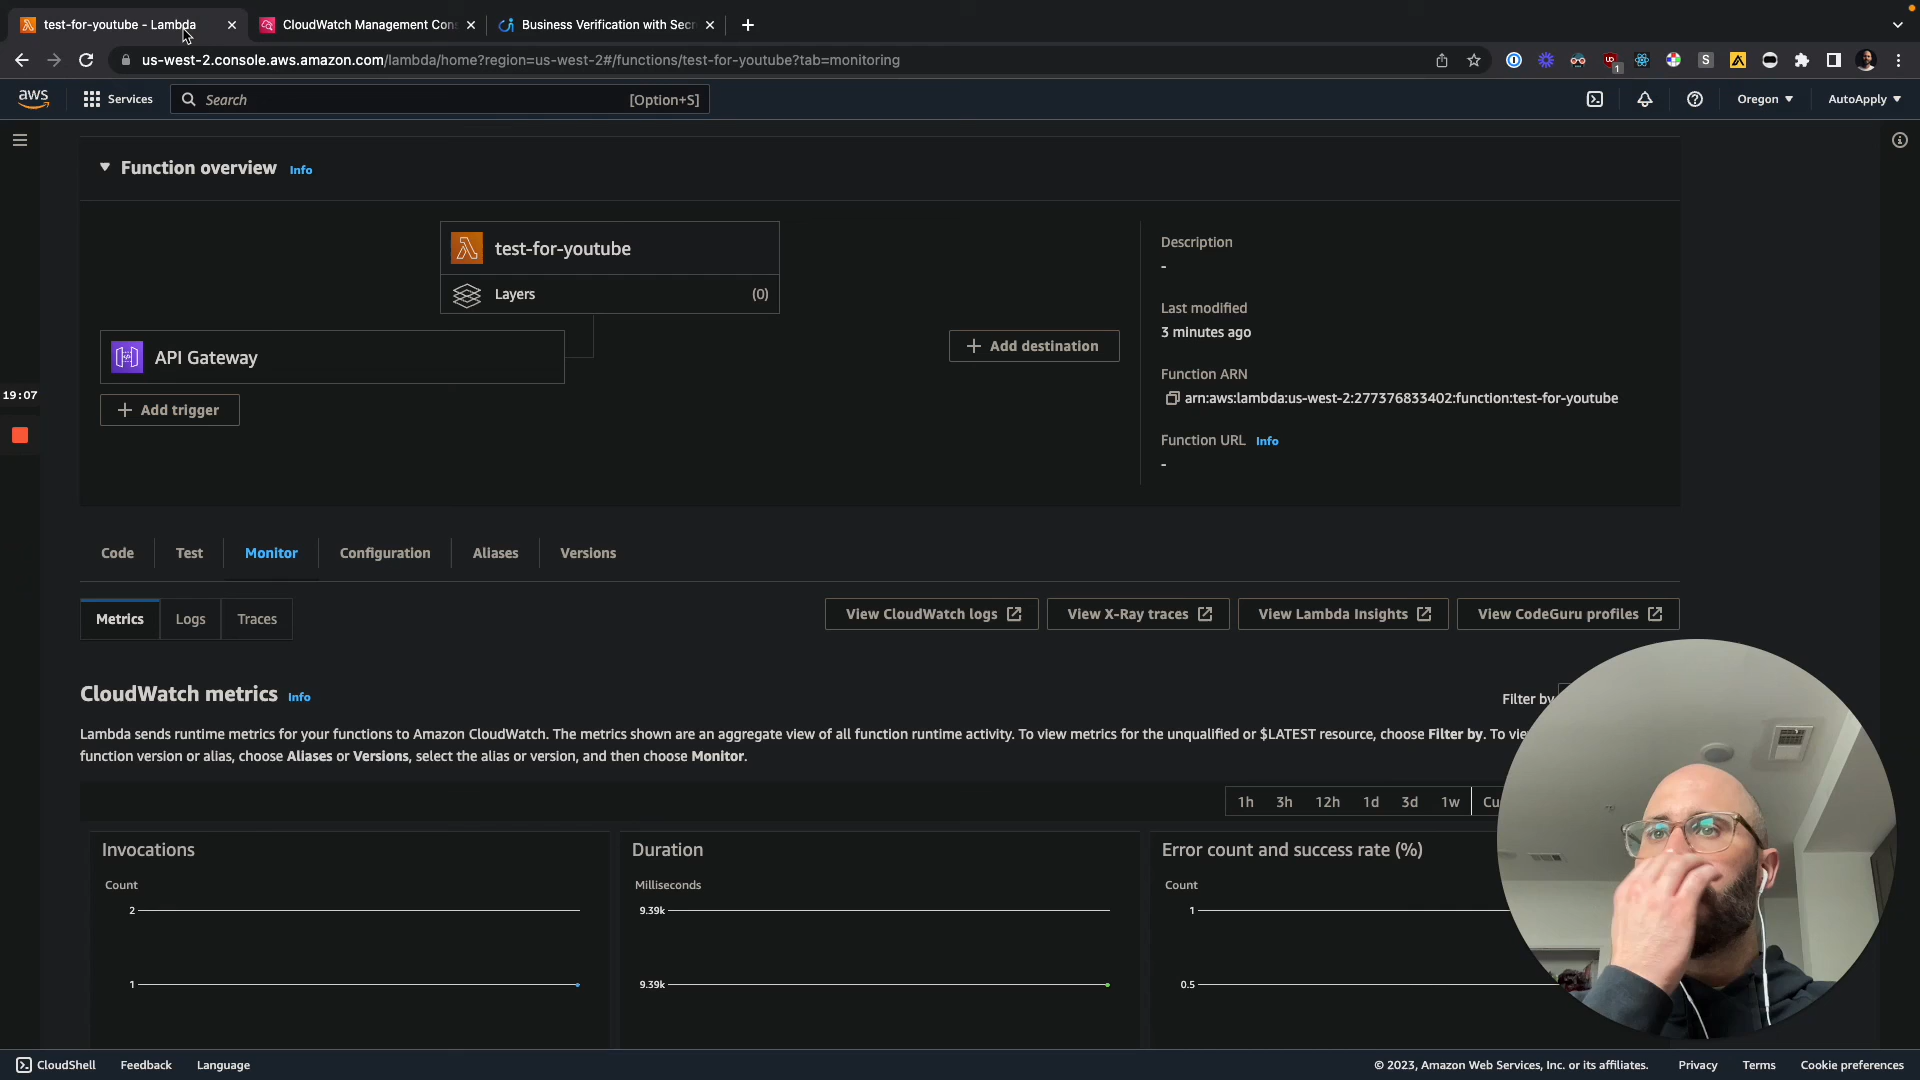 test-for-youtube - Lambda
CloudWatch Management Con
Business Verification with Secr
us-west-2.console.aws.amazon.com/lambda/home?region=us-west-2#/functions/test-for-youtube?tab=monitoring
1
aws
Services
Search
[Option+S]
Oregon
AutoApply
Function overview
Info
test-for-youtube
Layers
(0)
API Gateway
Add trigger
Add destination
Description
-
Last modified
3 minutes ago
Function ARN
arn:aws:lambda:us-west-2:277376833402:function:test-for-youtube
Function URL
Info
-
19:07
Code
Test
Monitor
Configuration
Aliases
Versions
Metrics
Logs
Traces
View CloudWatch logs
View X-Ray traces
View Lambda Insights
View CodeGuru profiles
CloudWatch metrics
Info
Filter by
Lambda sends runtime metrics for your functions to Amazon CloudWatch. The metrics shown are an aggregate view of all function runtime activity. To view metrics for the unqualified or $LATEST resource, choose Filter by. To vie
function version or alias, choose Aliases or Versions, select the alias or version, and then choose Monitor.
1h
3h
12h
1d
3d
1w
Cu
Invocations
Count
2
1
Duration
Milliseconds
9.39k
9.39k
Error count and success rate (%)
Count
1
0.5
CloudShell
Feedback
Language
© 2023, Amazon Web Services, Inc. or its affiliates.
Privacy
Terms
Cookie preferences